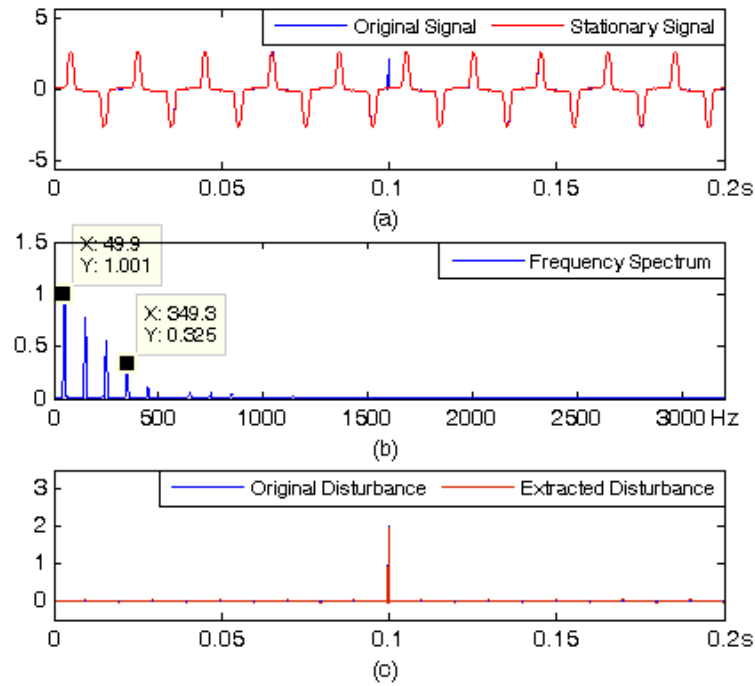 5
0
-5
Original Signal
Stationary Signal
0
0.05
0.1
0.15
0.2s
(a)
1.5
1
0.5
0
X: 49.9
Y: 1.001
X: 349.3
Y: 0.325
Frequency Spectrum
0
500
1000
1500
2000
2500
3000 Hz
(b)
3
2
1
0
Original Disturbance
Extracted Disturbance
0
0.05
0.1
0.15
0.2s
(c)